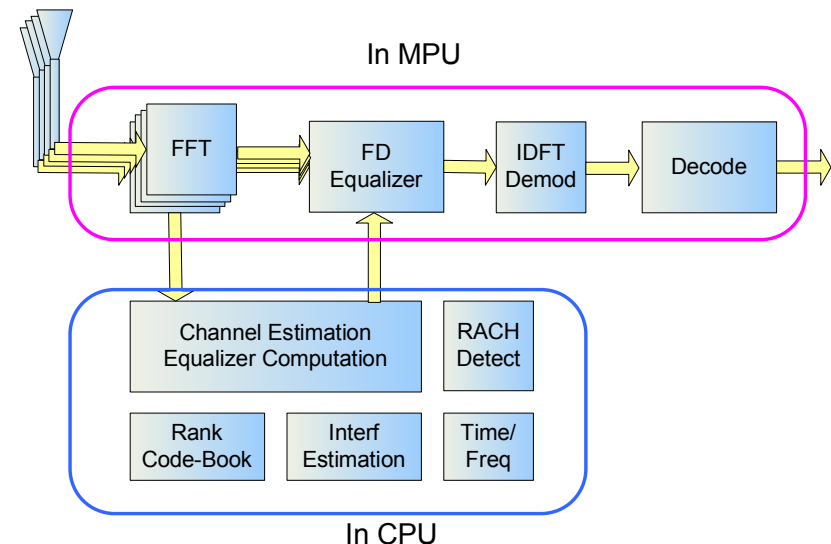 In MPU
FFT
FD
Equalizer
IDFT
Demod
Decode
Channel Estimation
Equalizer Computation
RACH
Detect
Rank
Code-Book
Interf
Estimation
Time/
Freq
In CPU